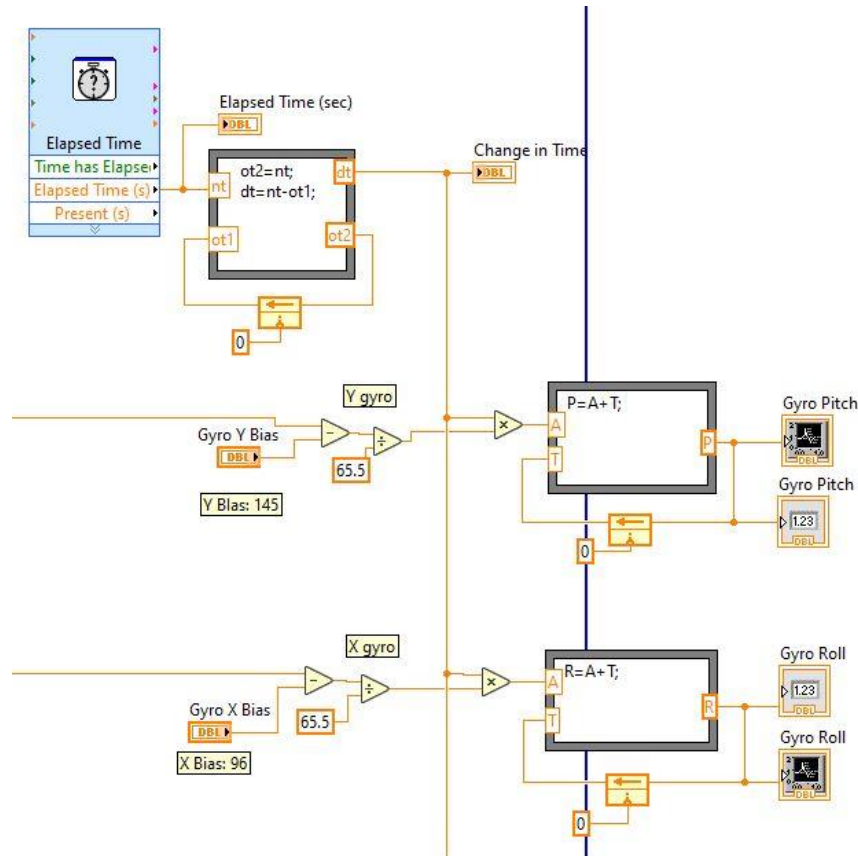 ?
Elapsed Time
Time has Elapse
Elapsed Time (s)
Present (s)
Elapsed Time (sec)
DBL
ot2=nt;
dt=nt-ot1;
nt
ot1
dt
ot2
0
Change in Time
DBL
Y gyro
Gyro Y Bias
DBL
65.5
Y BIas: 145
P=A+T;
A
T
P
0
Gyro Pitch
DBL
Gyro Pitch
1.23
DBL
X gyro
Gyro X Bias
DBL
65.5
X Bias: 96
R=A+T;
A
T
R
0
Gyro Roll
1.23
DBL
Gyro Roll
DBL